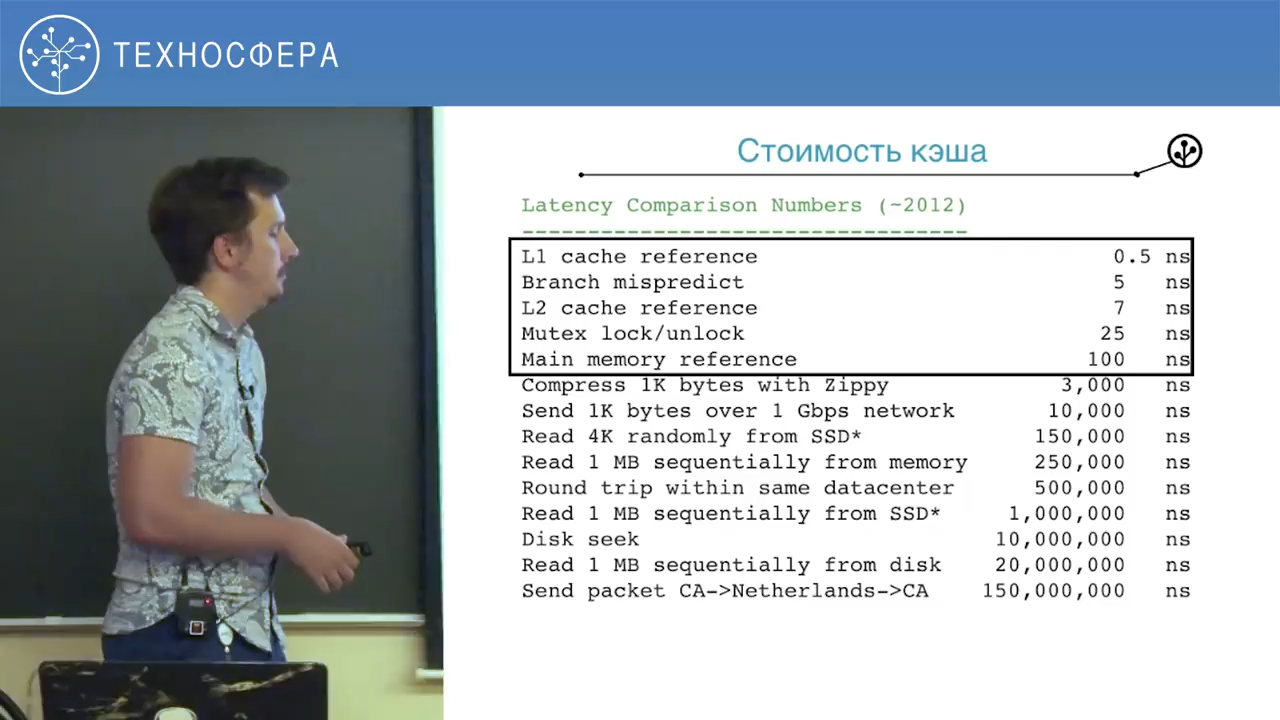 ТЕХНОСФЕРА
Стоимость кэша
Latency Comparison Numbers (~2012)
----------------------------------
L1 cache reference 0.5 ns
Branch mispredict 5 ns
L2 cache reference 7 ns
Mutex lock/unlock 25 ns
Main memory reference 100 ns
Compress 1K bytes with Zippy 3,000 ns
Send 1K bytes over 1 Gbps network 10,000 ns
Read 4K randomly from SSD* 150,000 ns
Read 1 MB sequentially from memory 250,000 ns
Round trip within same datacenter 500,000 ns
Read 1 MB sequentially from SSD* 1,000,000 ns
Disk seek 10,000,000 ns
Read 1 MB sequentially from disk 20,000,000 ns
Send packet CA->Netherlands->CA 150,000,000 ns